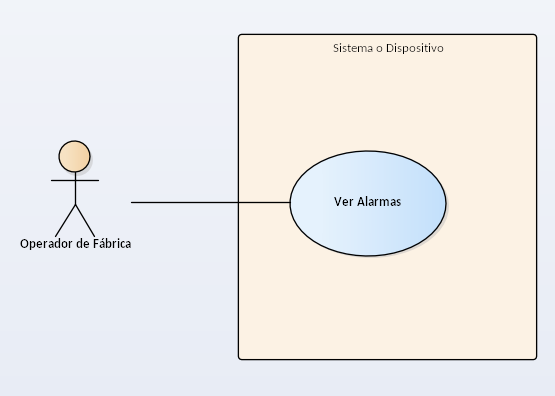 Sistema o Dispositivo
Ver Alarmas
Operador de Fábrica